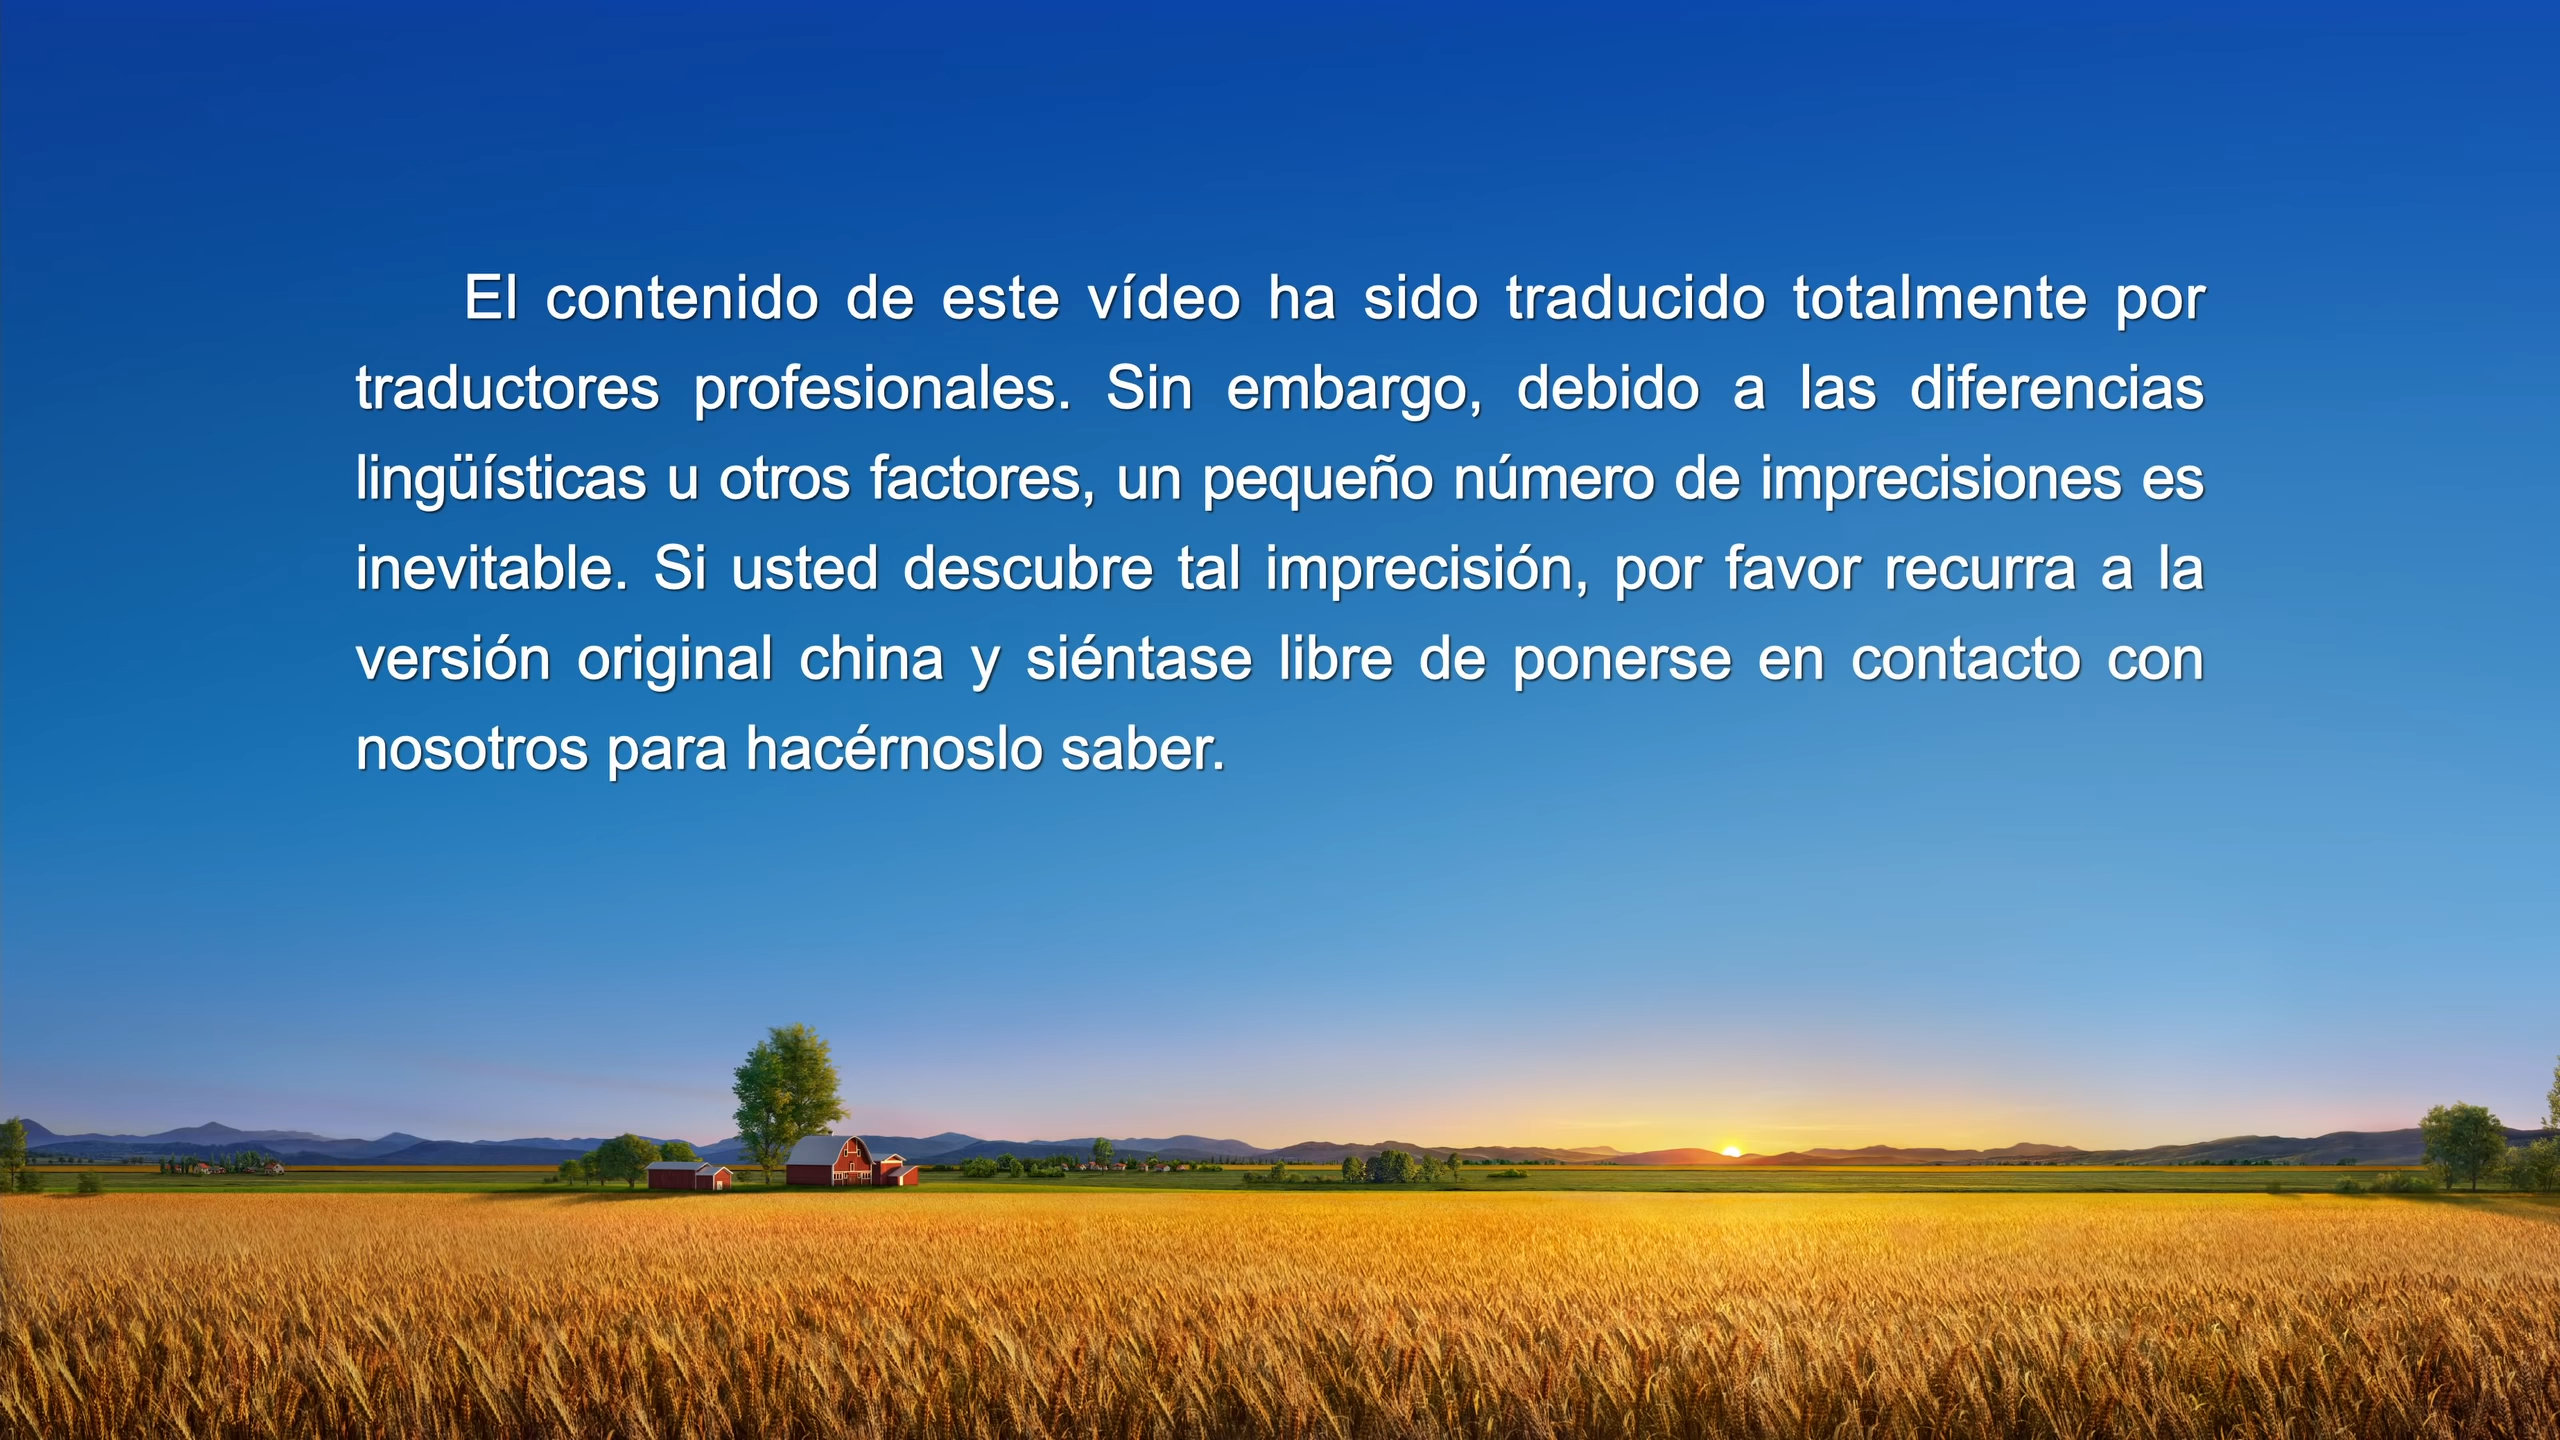 El contenido de este vídeo ha sido traducido totalmente por
traductores profesionales. Sin embargo, debido a las diferencias
lingüísticas u otros factores, un pequeño número de imprecisiones es
inevitable. Si usted descubre tal imprecisión, por favor recurra a la
versión original china y siéntase libre de ponerse en contacto con
nosotros para hacérnoslo saber.